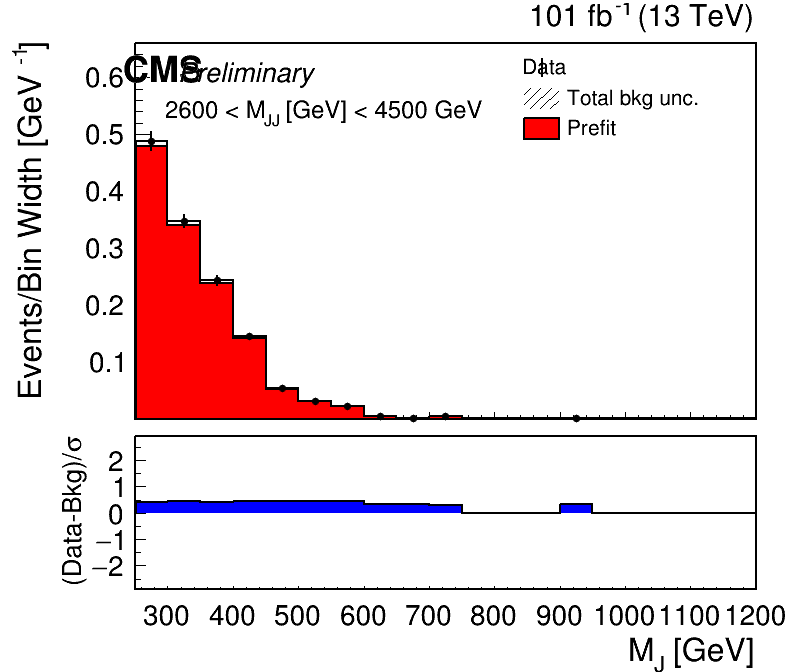 101 fb⁻¹ (13 TeV)
CMS Preliminary
2600 < M_JJ [GeV] < 4500 GeV
Data
Total bkg unc.
Prefit
Events/Bin Width [GeV⁻¹]
0.6
0.5
0.4
0.3
0.2
0.1
(Data-Bkg)/σ
2
1
0
−1
−2
300 400 500 600 700 800 900 1000 1100 1200
M_J [GeV]